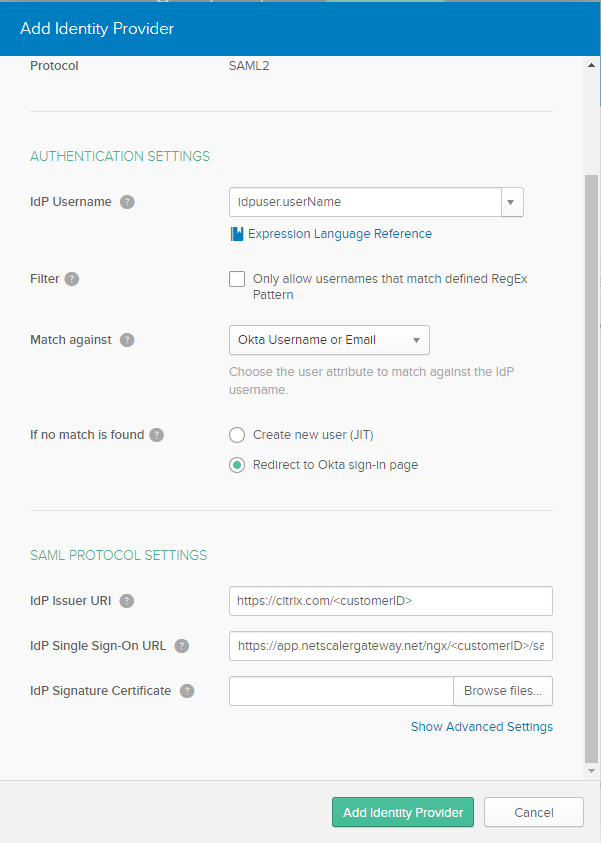 Add Identity Provider
Protocol SAML2
AUTHENTICATION SETTINGS
IdP Username ? idpuser.userName
Expression Language Reference
Filter ? Only allow usernames that match defined RegEx
Pattern
Match against ? Okta Username or Email
Choose the user attribute to match against the IdP
username.
If no match is found ? Create new user (JIT)
Redirect to Okta sign-in page
SAML PROTOCOL SETTINGS
IdP Issuer URI ? https://citrix.com/<customerID>
IdP Single Sign-On URL ? https://app.netscalergateway.net/ngx/<customerID>/sa
IdP Signature Certificate ? Browse files...
Show Advanced Settings
Add Identity Provider Cancel